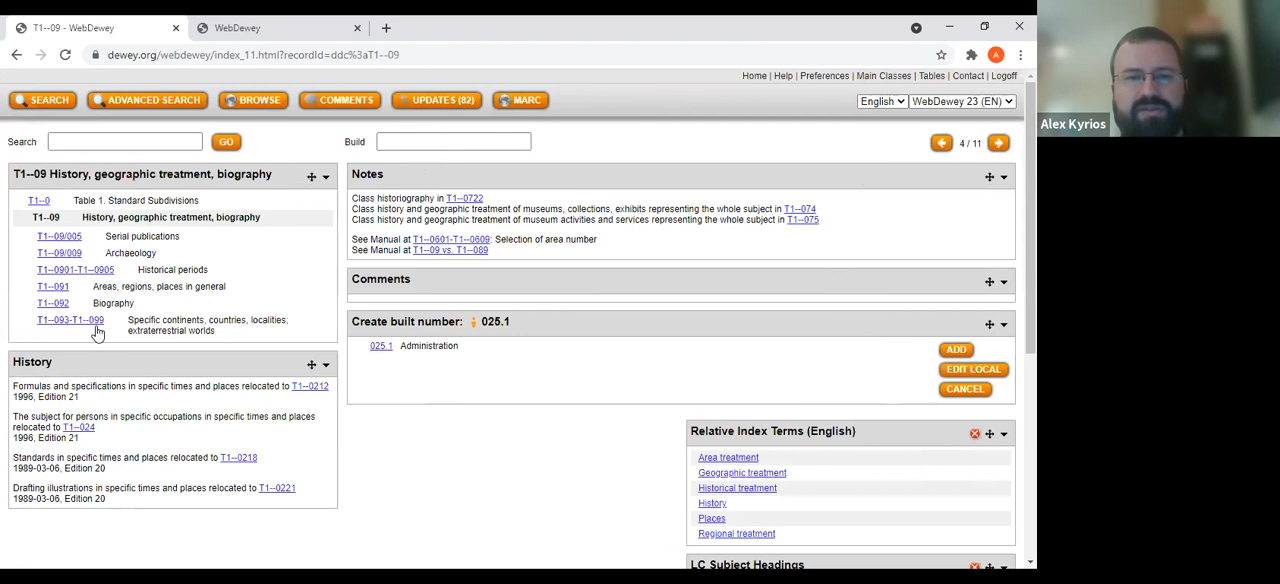 T1--09 - WebDewey
WebDewey
dewey.org/webdewey/index_11.html?recordId=ddc%3aT1--09
A
Home | Help | Preferences | Main Classes | Tables | Contact | Logoff
SEARCH
ADVANCED SEARCH
BROWSE
COMMENTS
UPDATES (82)
MARC
English
WebDewey 23 (EN)
Search
GO
Build
4 / 11
T1--09 History, geographic treatment, biography
T1--0 Table 1. Standard Subdivisions
T1--09 History, geographic treatment, biography
T1--09/005 Serial publications
T1--09/009 Archaeology
T1--0901-T1--0905 Historical periods
T1--091 Areas, regions, places in general
T1--092 Biography
T1--093-T1--099 Specific continents, countries, localities;
extraterrestrial worlds
History
Formulas and specifications in specific times and places relocated to T1--0212
1996, Edition 21
The subject for persons in specific occupations in specific times and places
relocated to T1--024
1996, Edition 21
Standards in specific times and places relocated to T1--0218
1989-03-06, Edition 20
Drafting illustrations in specific times and places relocated to T1--0221
1989-03-06, Edition 20
Notes
Class historiography in T1--0722
Class history and geographic treatment of museums, collections, exhibits representing the whole subject in T1--074
Class history and geographic treatment of museum activities and services representing the whole subject in T1--075
See Manual at T1--0601-T1--0609: Selection of area number
See Manual at T1--09 vs. T1--089
Comments
Create built number: 025.1
025.1 Administration
ADD
EDIT LOCAL
CANCEL
Relative Index Terms (English)
Area treatment
Geographic treatment
Historical treatment
History
Places
Regional treatment
LC Subject Headings
Alex Kyrios